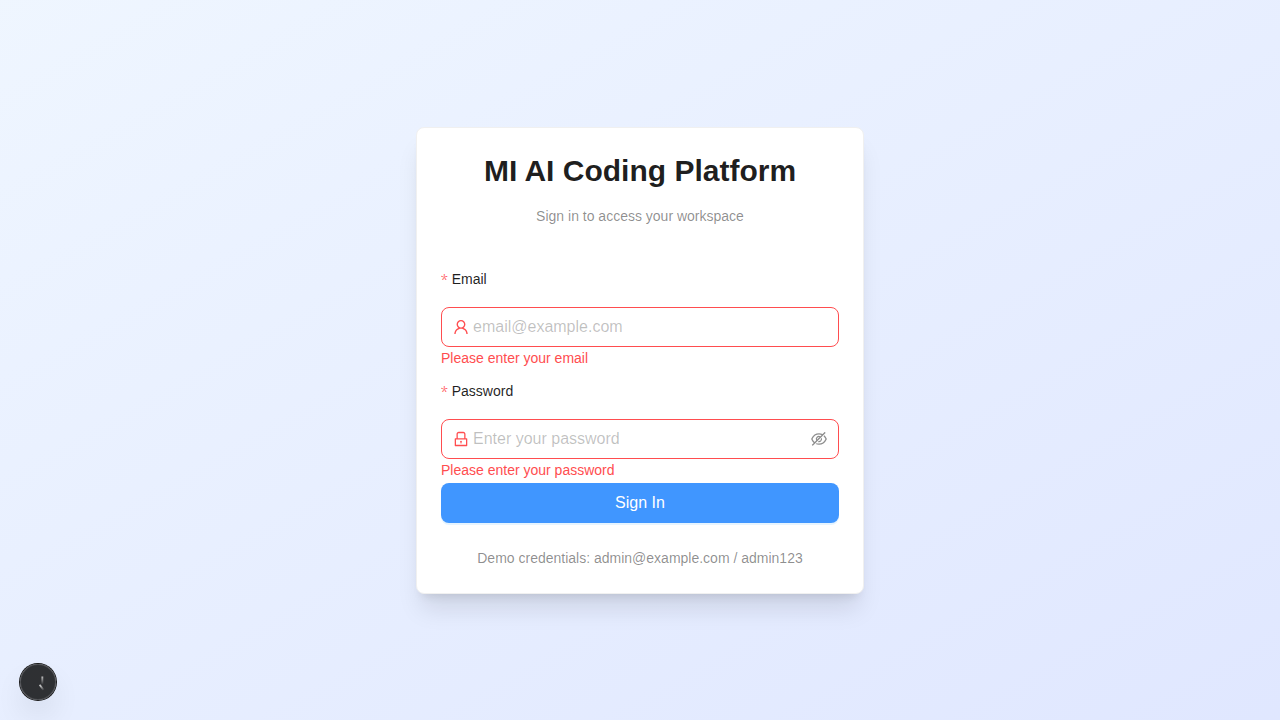 MI AI Coding Platform
Sign in to access your workspace
* Email
email@example.com
Please enter your email
* Password
Enter your password
Please enter your password
Sign In
Demo credentials: admin@example.com / admin123